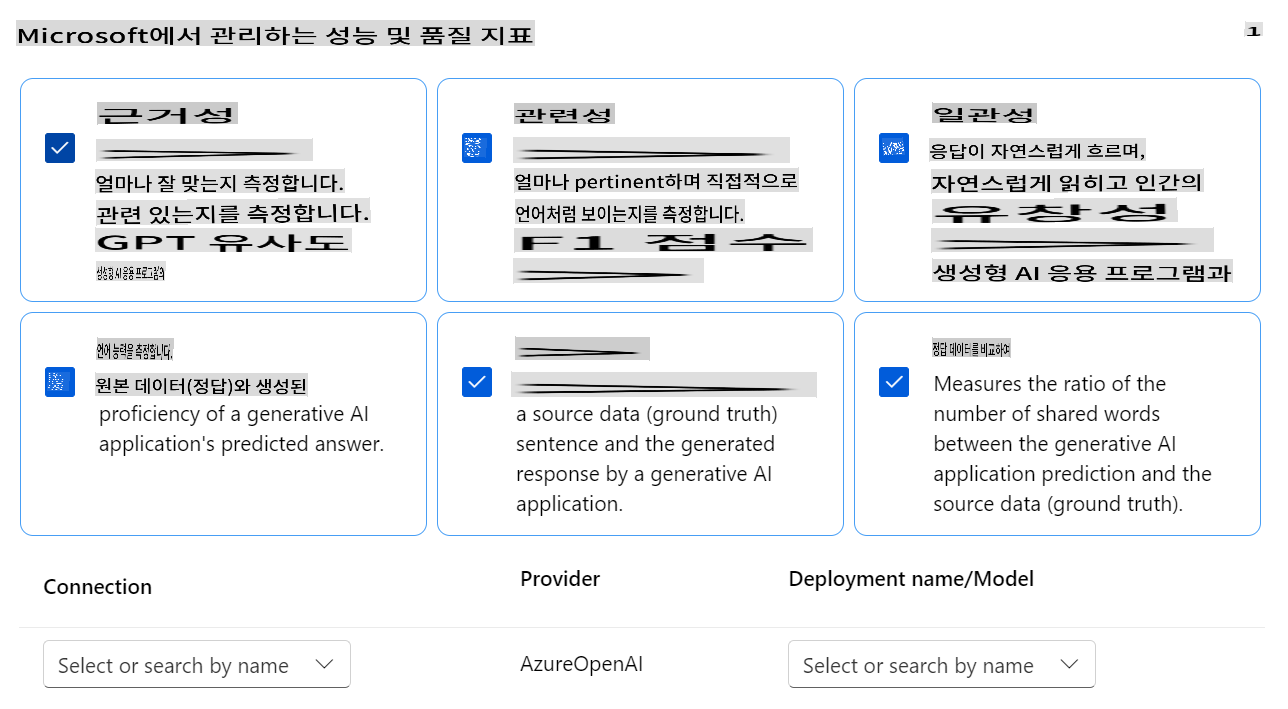 Microsoft에서 관리하는 성능 및 품질 지표
1
근거성
얼마나 잘 맞는지 측정합니다.
관련 있는지를 측정합니다.
GPT 유사도
생성형 AI 응용 프로그램의
관련성
얼마나 pertinent하며 직접적으로
언어처럼 보이는지를 측정합니다.
F1 점수
일관성
응답이 자연스럽게 흐르며,
자연스럽게 읽히고 인간의
유창성
생성형 AI 응용 프로그램과
언어 능력을 측정합니다.
원본 데이터(정답)와 생성된
proficiency of a generative AI
application's predicted answer.
a source data (ground truth)
sentence and the generated
response by a generative AI
application.
정답 데이터를 비교하여
Measures the ratio of the
number of shared words
between the generative AI
application prediction and the
source data (ground truth).
Connection
Provider
Deployment name/Model
Select or search by name
AzureOpenAI
Select or search by name